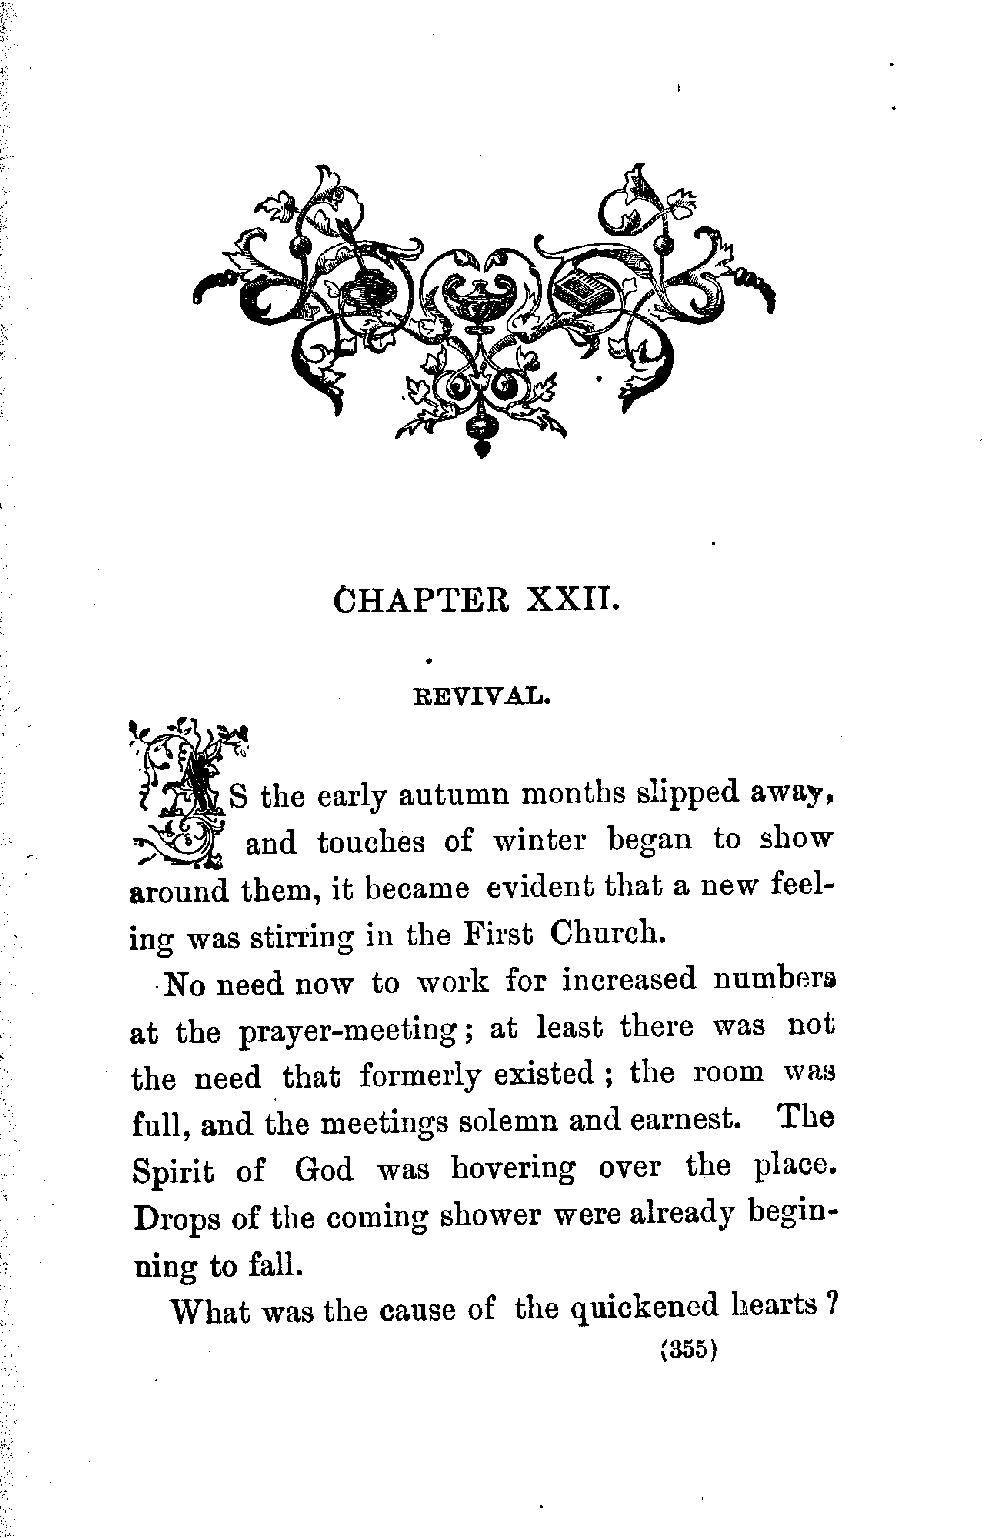 CHAPTER XXII.
REVIVAL.
AS the early autumn months slipped away,
and touches of winter began to show
around them, it became evident that a new feel-
ing was stirring in the First Church.
No need now to work for increased numbers
at the prayer-meeting; at least there was not
the need that formerly existed; the room was
full, and the meetings solemn and earnest. The
Spirit of God was hovering over the place.
Drops of the coming shower were already begin-
ning to fall.
What was the cause of the quickened hearts?
(355)